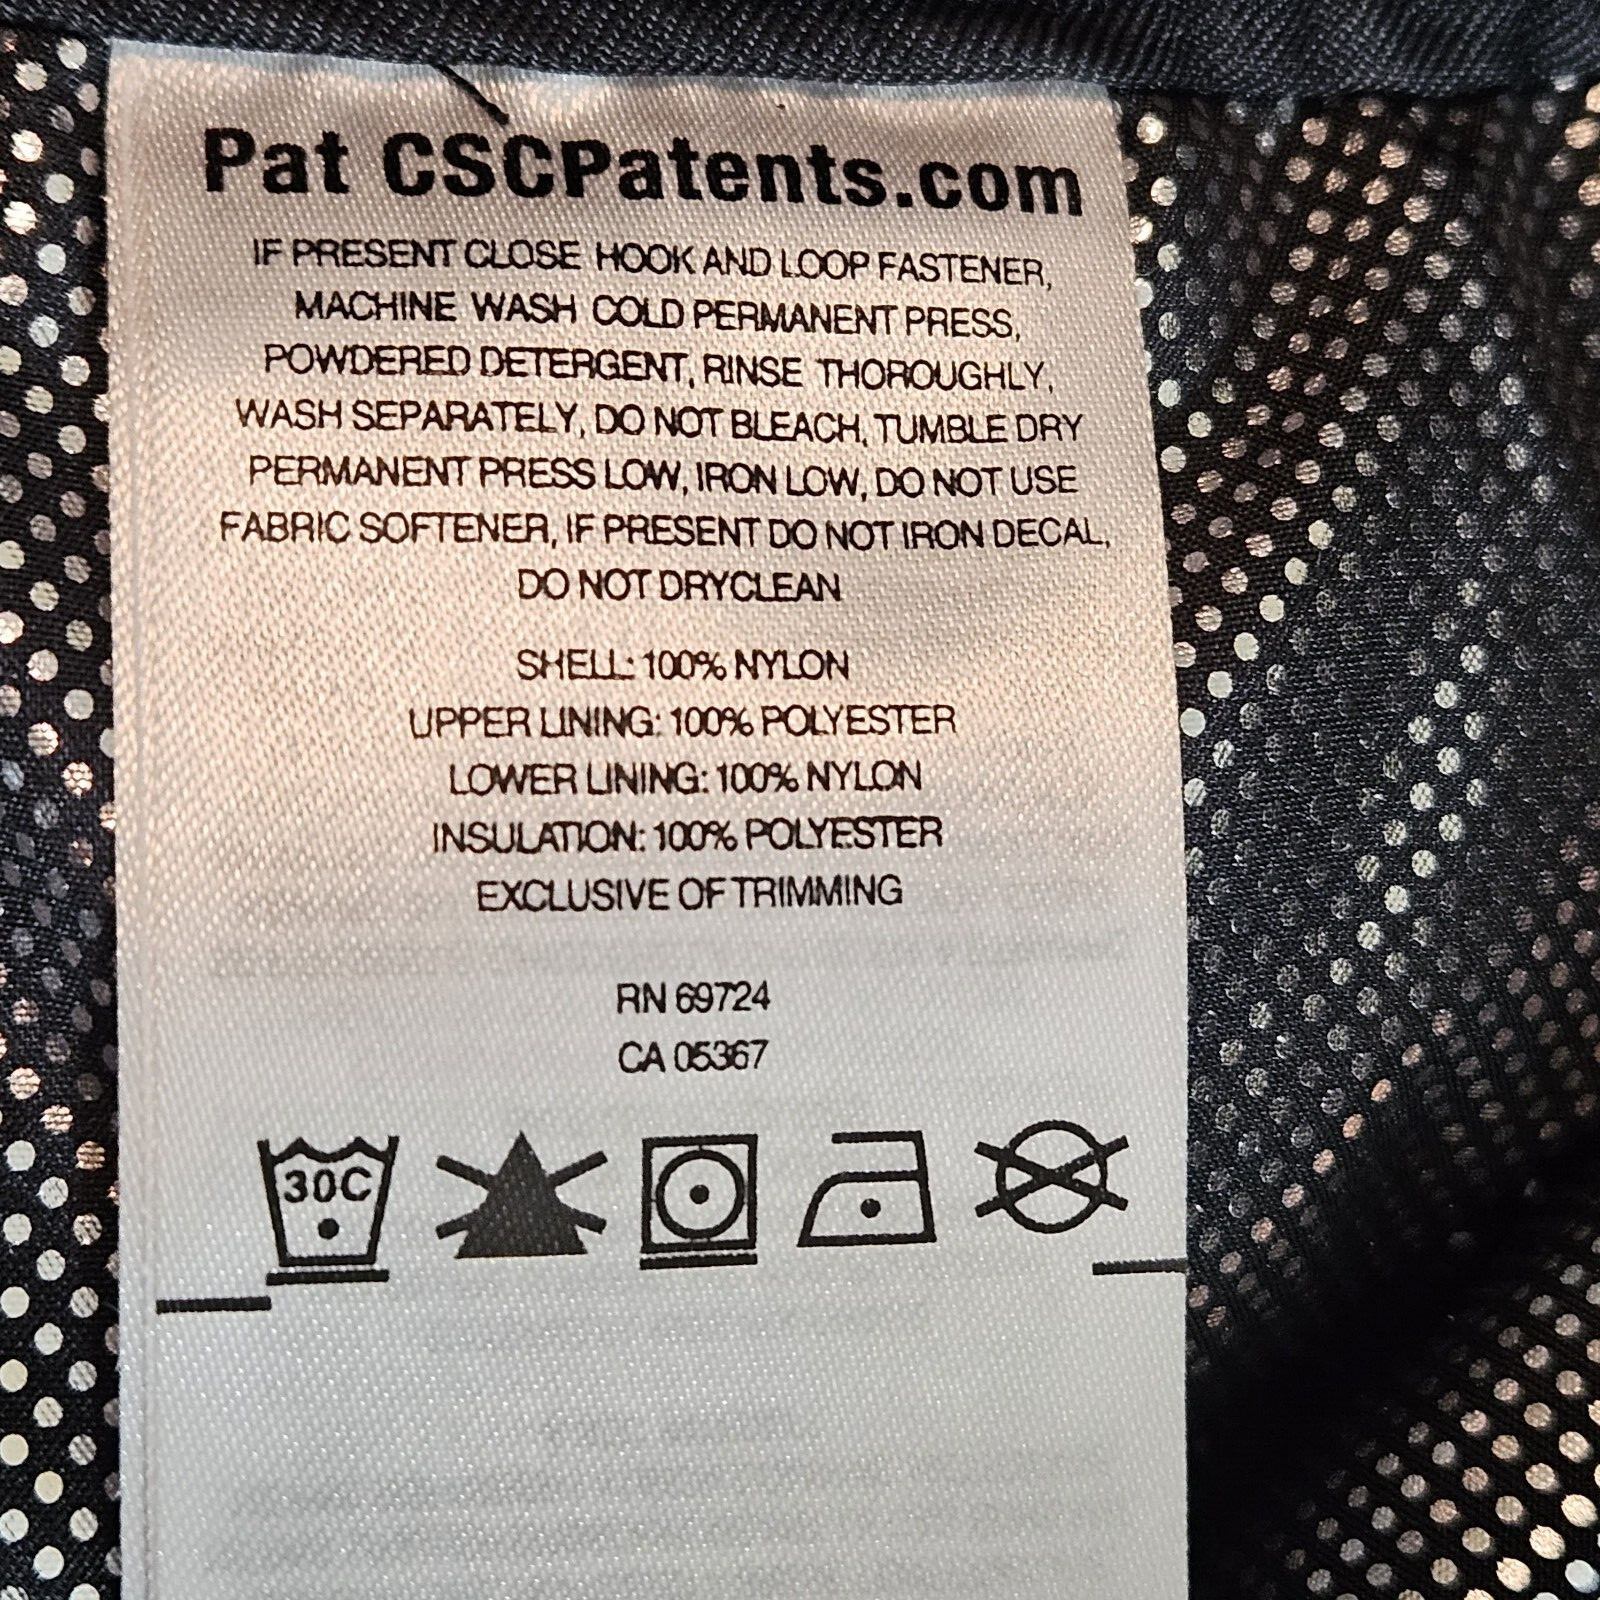 Pat CSCPatents.com
IF PRESENT CLOSE HOOK AND LOOP FASTENER,
MACHINE WASH COLD PERMANENT PRESS,
POWDERED DETERGENT, RINSE THOROUGHLY,
WASH SEPARATELY, DO NOT BLEACH, TUMBLE DRY
PERMANENT PRESS LOW, IRON LOW, DO NOT USE
FABRIC SOFTENER, IF PRESENT DO NOT IRON DECAL,
DO NOT DRYCLEAN
SHELL: 100% NYLON
UPPER LINING: 100% POLYESTER
LOWER LINING: 100% NYLON
INSULATION: 100% POLYESTER
EXCLUSIVE OF TRIMMING
RN 69724
CA 05367
30C